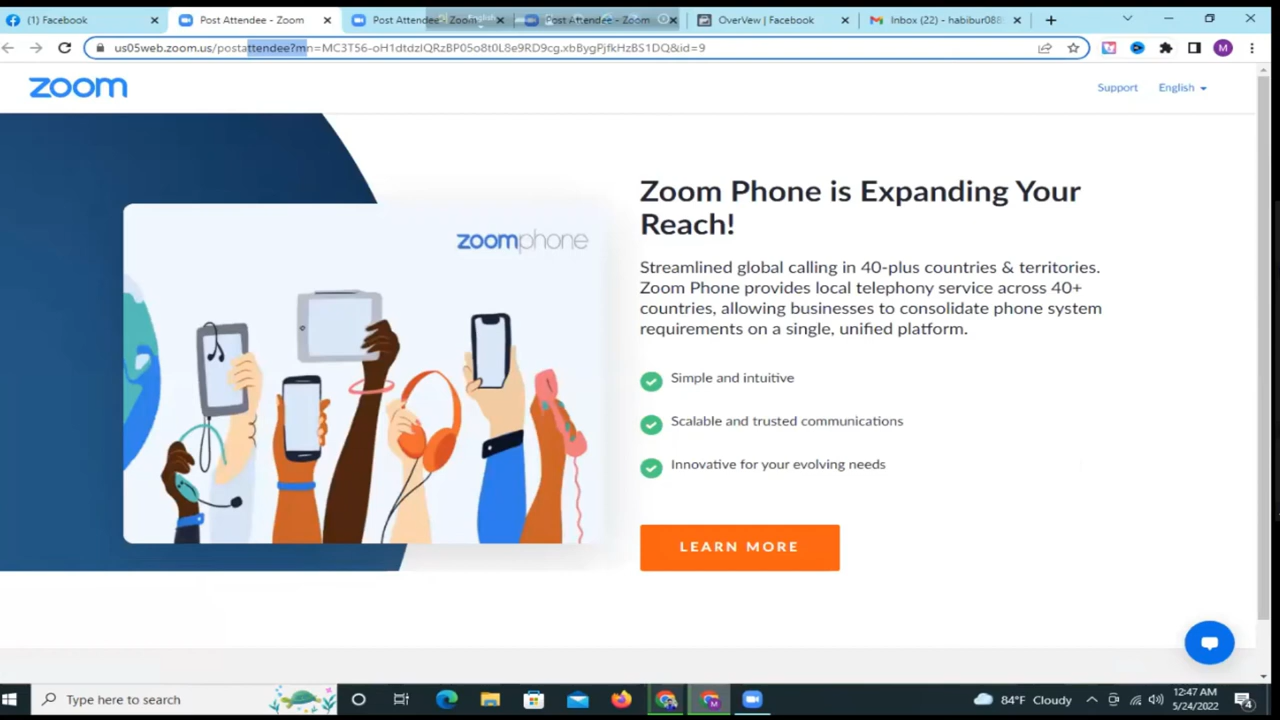 (1) Facebook
Post Attendee - Zoom
Post Attendee - Zoom
Post Attendee - Zoom
OverView | Facebook
Inbox (22) - habibur088
us05web.zoom.us/postattendee?mn=MC3T56-oH1dtdzIQRzBP05o8t0L8e9RD9cg.xbBygPjfkHzBS1DQ&id=9
M
zoom
Support
English
zoomphone
Zoom Phone is Expanding Your
Reach!
Streamlined global calling in 40-plus countries & territories.
Zoom Phone provides local telephony service across 40+
countries, allowing businesses to consolidate phone system
requirements on a single, unified platform.
Simple and intuitive
Scalable and trusted communications
Innovative for your evolving needs
LEARN MORE
Type here to search
84°F Cloudy
12:47 AM
5/24/2022
4